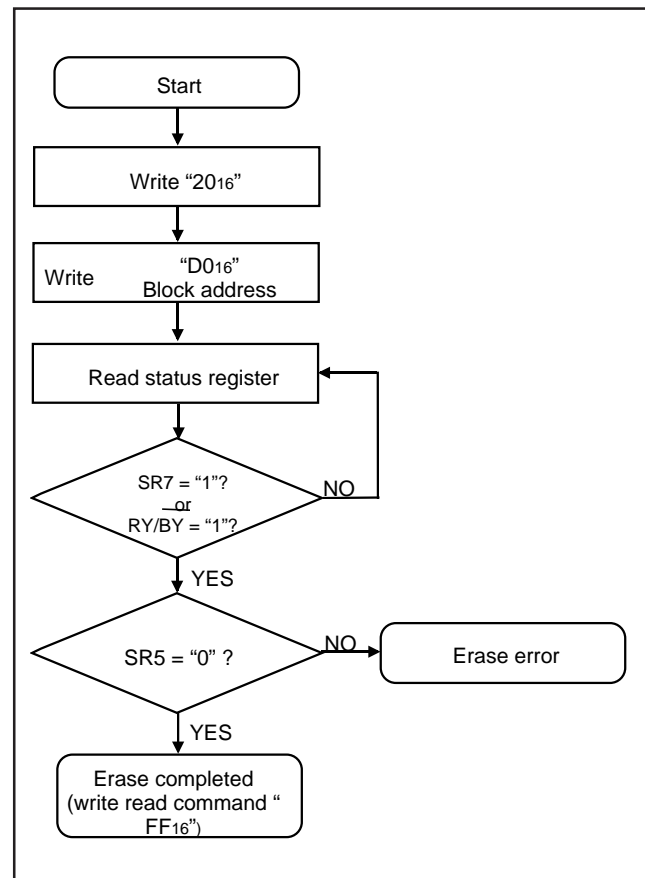 Start
Write “20₁₆”
Write “D0₁₆”
Block address
Read status register
SR7 = “1”?
or
RY/BY = “1”?
NO
YES
SR5 = “0” ?
NO
Erase error
YES
Erase completed
(write read command “
FF₁₆”)